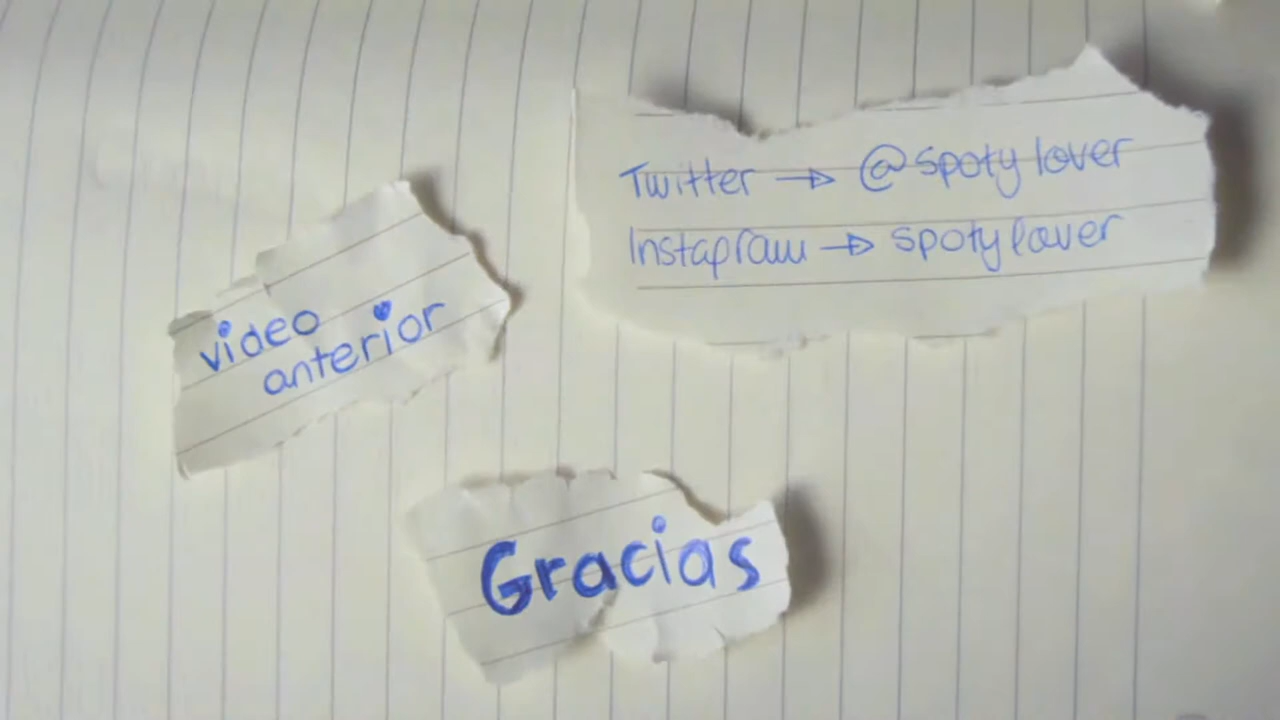 Twitter → @spotylover
Instagram → spotylover
video
anterior
Gracias